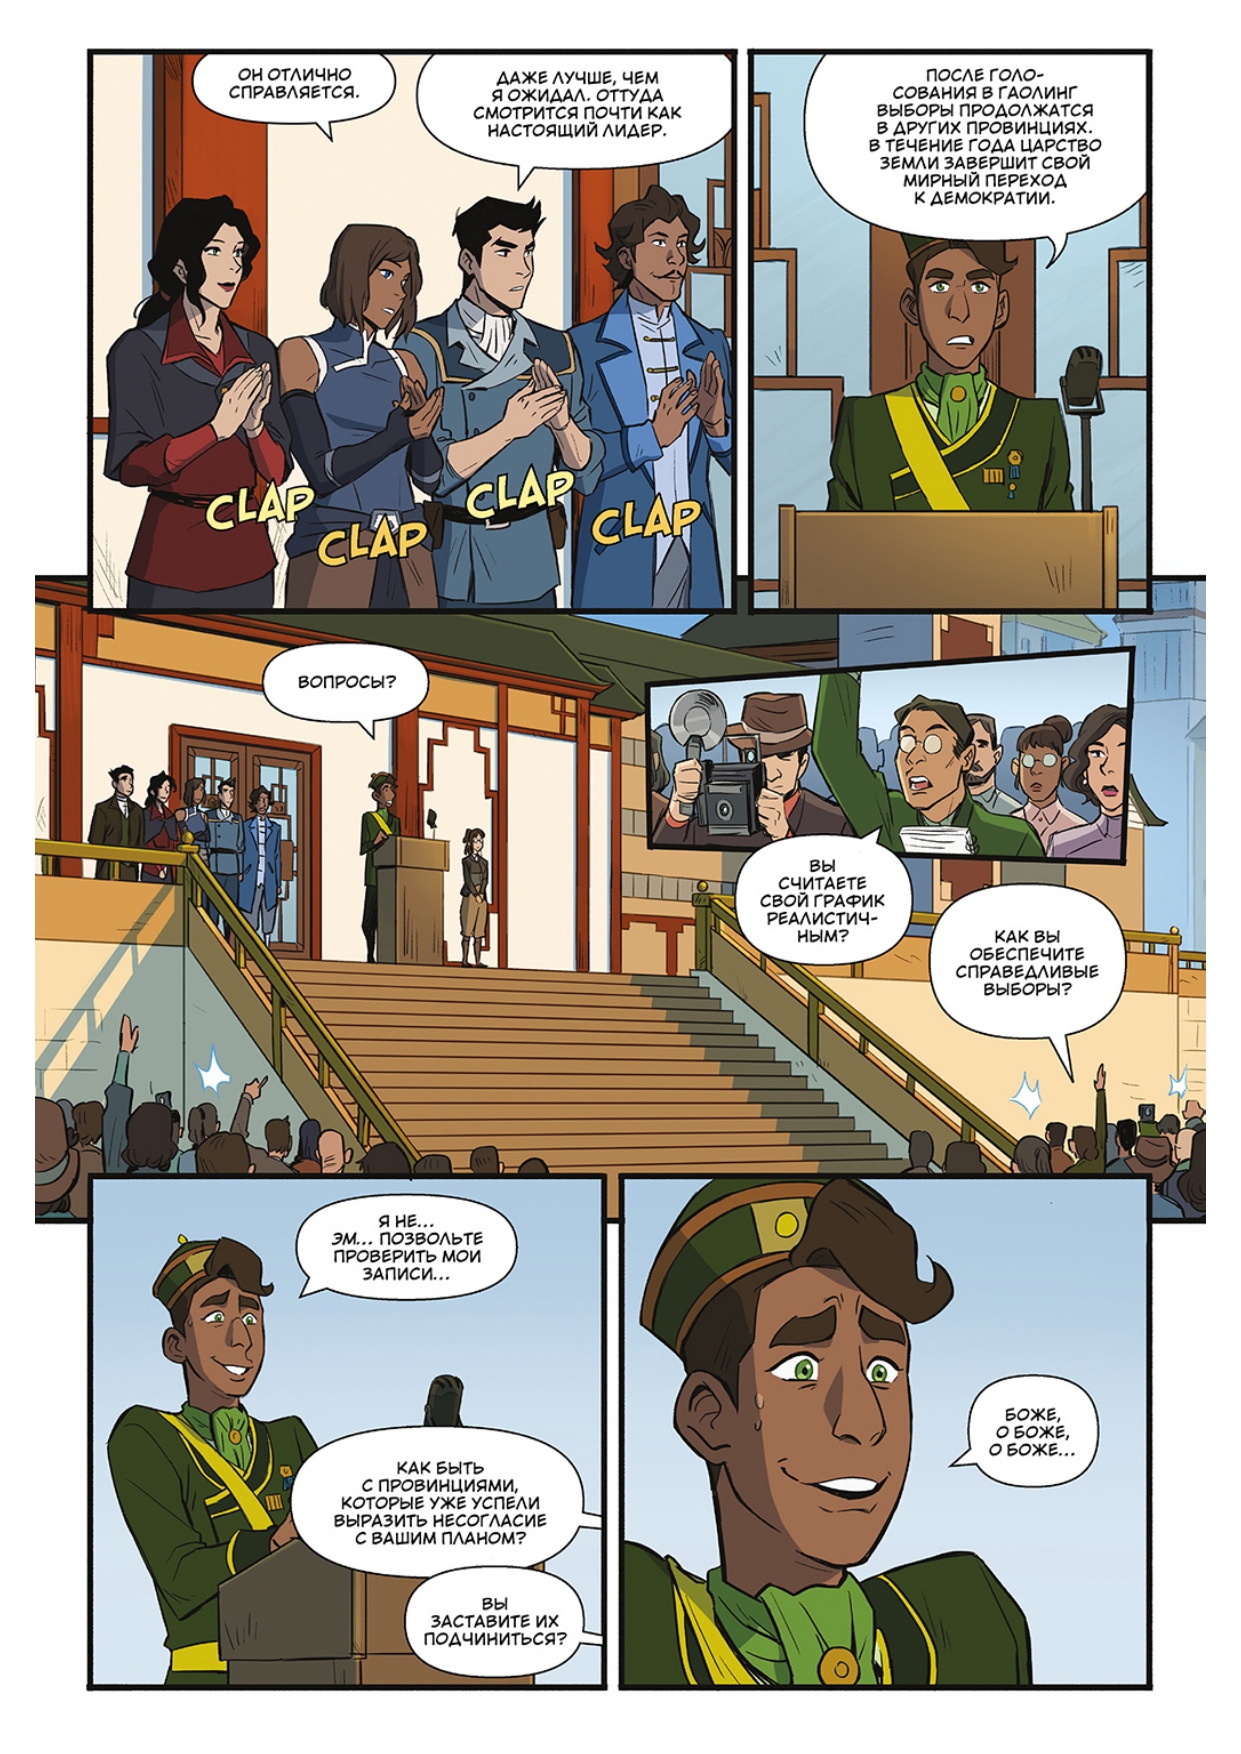 ОН ОТЛИЧНО
СПРАВЛЯЕТСЯ.
ДАЖЕ ЛУЧШЕ, ЧЕМ
Я ОЖИДАЛ. ОТТУДА
СМОТРИТСЯ ПОЧТИ КАК
НАСТОЯЩИЙ ЛИДЕР.
CLAP
CLAP
CLAP
CLAP
ПОСЛЕ ГОЛО-
СОВАНИЯ В ГАОЛИНГ
ВЫБОРЫ ПРОДОЛЖАТСЯ
В ДРУГИХ ПРОВИНЦИЯХ.
В ТЕЧЕНИЕ ГОДА ЦАРСТВО
ЗЕМЛИ ЗАВЕРШИТ СВОЙ
МИРНЫЙ ПЕРЕХОД
К ДЕМОКРАТИИ.
ВОПРОСЫ?
ВЫ
СЧИТАЕТЕ
СВОЙ ГРАФИК
РЕАЛИСТИЧ-
НЫМ?
КАК ВЫ
ОБЕСПЕЧИТЕ
СПРАВЕДЛИВЫЕ
ВЫБОРЫ?
Я НЕ...
ЭМ... ПОЗВОЛЬТЕ
ПРОВЕРИТЬ МОИ
ЗАПИСИ...
КАК БЫТЬ
С ПРОВИНЦИЯМИ,
КОТОРЫЕ УЖЕ УСПЕЛИ
ВЫРАЗИТЬ НЕСОГЛАСИЕ
С ВАШИМ ПЛАНОМ?
ВЫ
ЗАСТАВИТЕ ИХ
ПОДЧИНИТЬСЯ?
БОЖЕ,
О БОЖЕ,
О БОЖЕ...